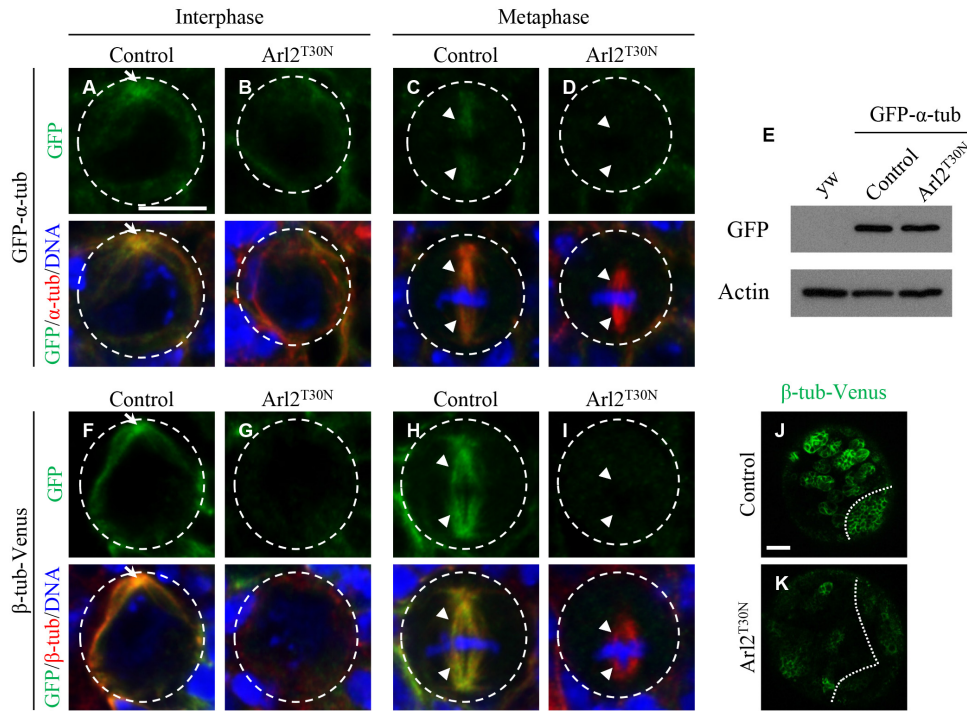 Interphase
Metaphase
Control
Arl2T30N
Control
Arl2T30N
A
B
C
D
GFP
GFP/α-tub/DNA
GFP-α-tub
E
GFP-α-tub
yw
Control
Arl2T30N
GFP
Actin
Control
Arl2T30N
Control
Arl2T30N
F
G
H
I
GFP
GFP/β-tub/DNA
β-tub-Venus
β-tub-Venus
J
Control
K
Arl2T30N